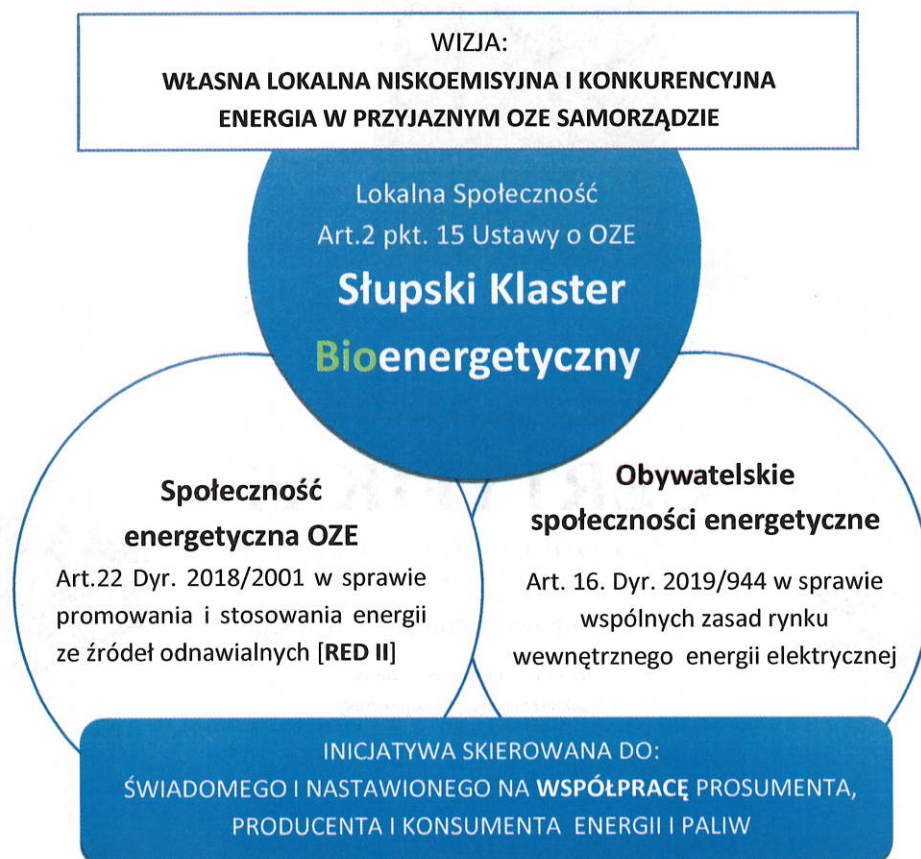 WIZJA:
WŁASNA LOKALNA NISKOEMISYJNA I KONKURENCYJNA
ENERGIA W PRZYJAZNYM OZE SAMORZĄDZIE
Lokalna Społeczność
Art.2 pkt. 15 Ustawy o OZE
Słupski Klaster
Bioenergetyczny
Społeczność
energetyczna OZE
Art.22 Dyr. 2018/2001 w sprawie
promowania i stosowania energii
ze źródeł odnawialnych [RED II]
Obywatelskie
społeczności energetyczne
Art. 16. Dyr. 2019/944 w sprawie
wspólnych zasad rynku
wewnętrznego energii elektrycznej
INICJATYWA SKIEROWANA DO:
ŚWIADOMEGO I NASTAWIONEGO NA WSPÓŁPRACĘ PROSUMENTA,
PRODUCENTA I KONSUMENTA ENERGII I PALIW